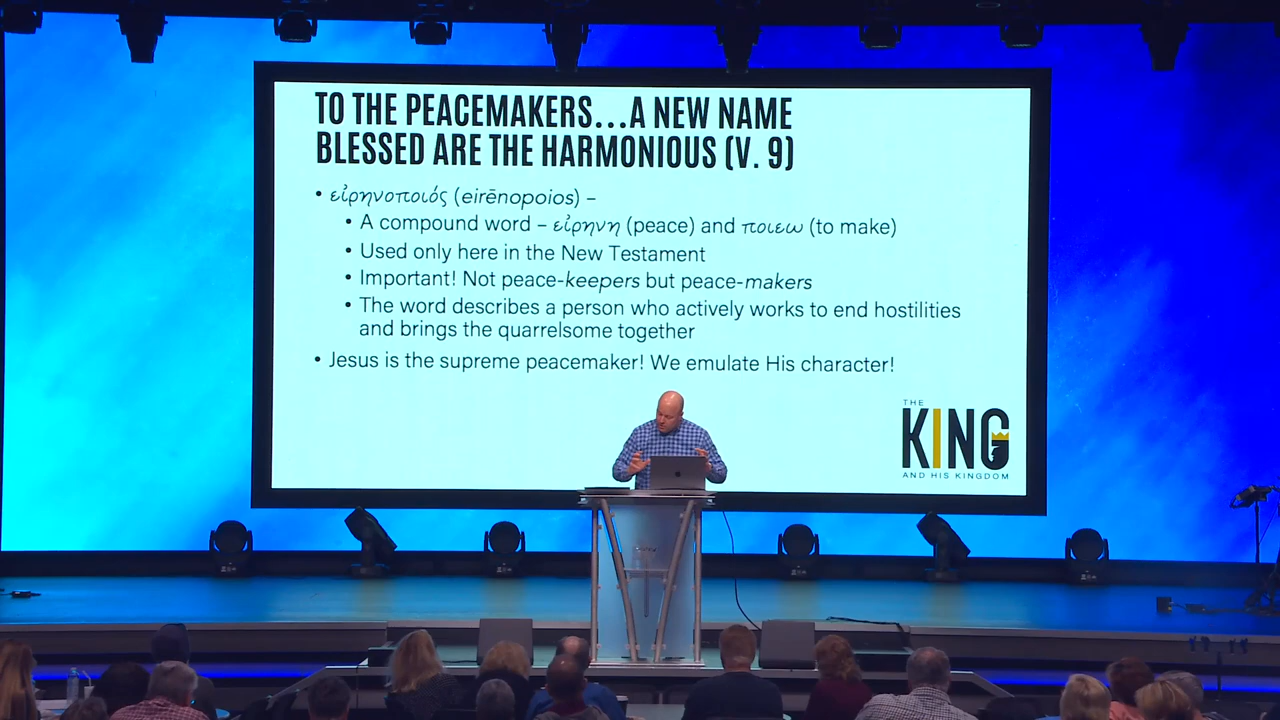 TO THE PEACEMAKERS...A NEW NAME
BLESSED ARE THE HARMONIOUS (V. 9)
• εἰρηνοποιός (eirēnopoios) –
• A compound word – εἰρηνη (peace) and ποιεω (to make)
• Used only here in the New Testament
• Important! Not peace-keepers but peace-makers
• The word describes a person who actively works to end hostilities
and brings the quarrelsome together
• Jesus is the supreme peacemaker! We emulate His character!
THE
KING
AND HIS KINGDOM